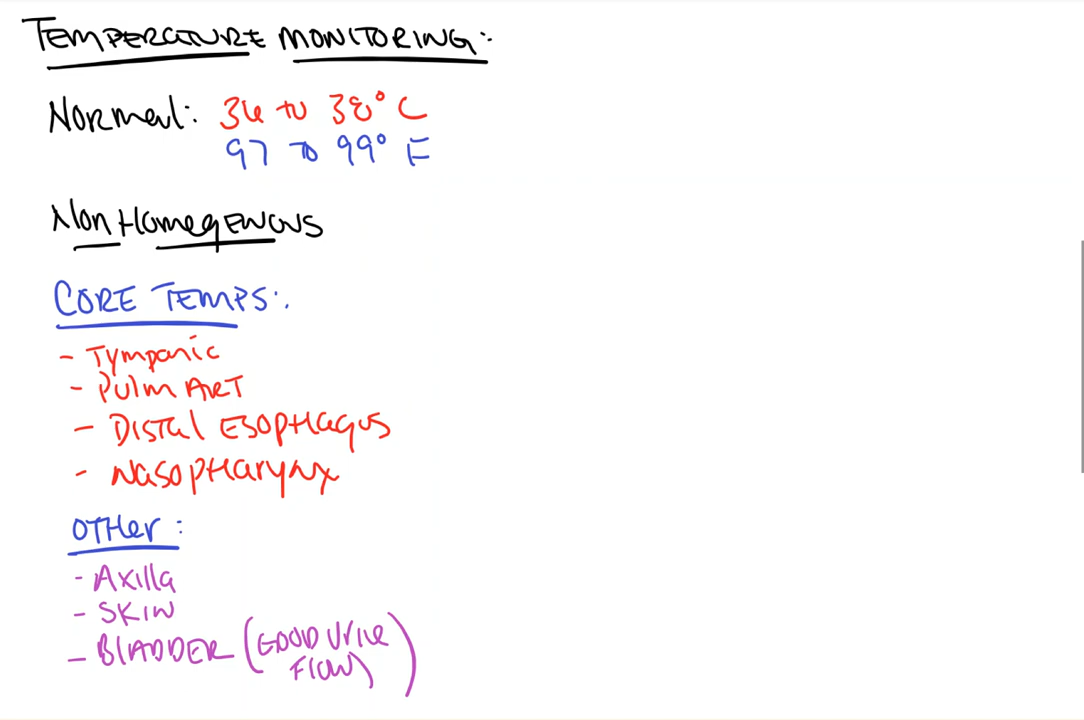 TEMPERATURE MONITORING:
Normal: 36 to 38° C
97 to 99° F
Non Homogenous
CORE TEMPS:
- Tympanic
- Pulm ART
- Distal Esophagus
- Nasopharynx
Other:
- Axilla
- SKIN
- BLADDER (GOOD Urine
Flow)